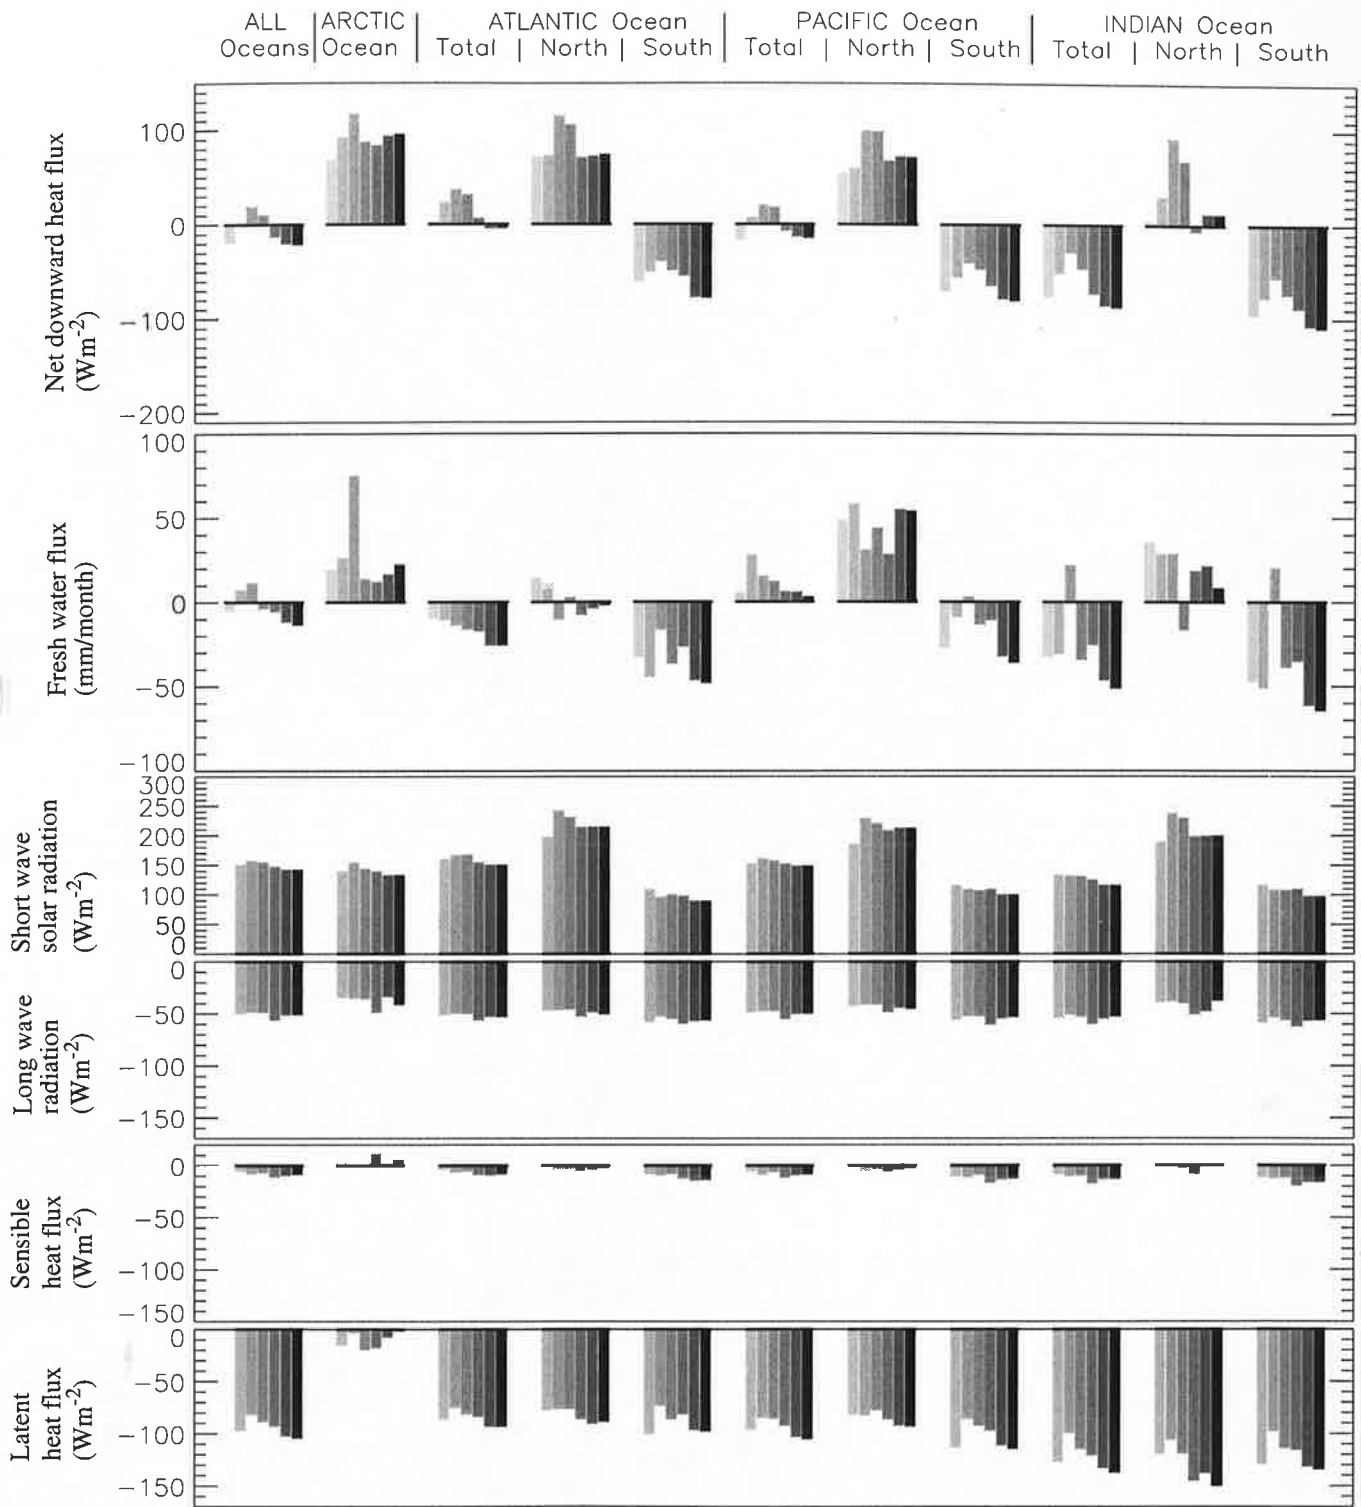 ALL ARCTIC ATLANTIC Ocean PACIFIC Ocean INDIAN Ocean
Oceans Ocean Total North South Total North South Total North South
Net downward heat flux
(Wm-2)
100
0
−100
−200
Fresh water flux
(mm/month)
100
50
0
−50
−100
Short wave
solar radiation
(Wm-2)
300
250
200
150
100
50
0
Long wave
radiation
(Wm-2)
0
−50
−100
−150
Sensible
heat flux
(Wm-2)
0
−50
−100
−150
Latent
heat flux
(Wm-2)
0
−50
−100
−150